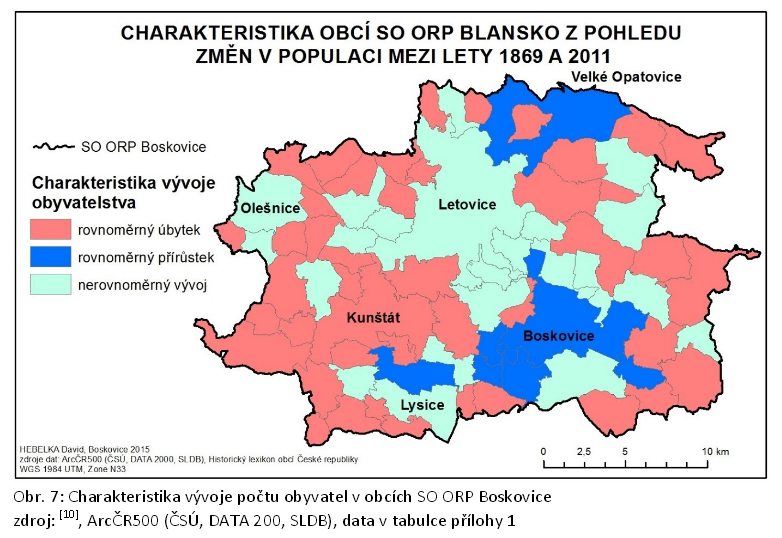 CHARAKTERISTIKA OBCÍ SO ORP BLANSKO Z POHLEDU
ZMĚN V POPULACI MEZI LETY 1869 A 2011
Velké Opatovice
SO ORP Boskovice
Charakteristika vývoje
obyvatelstva
rovnoměrný úbytek
rovnoměrný přírůstek
nerovnoměrný vývoj
Olešnice
Letovice
Kunštát
Boskovice
Lysice
HEBELKA David, Boskovice 2015
zdroje dat: ArcČR500 (ČSÚ, DATA 2000, SLDB), Historický lexikon obcí České republiky
WGS 1984 UTM, Zone N33
0 2,5 5 10 km
Obr. 7: Charakteristika vývoje počtu obyvatel v obcích SO ORP Boskovice
zdroj: [10], ArcČR500 (ČSÚ, DATA 200, SLDB), data v tabulce přílohy 1